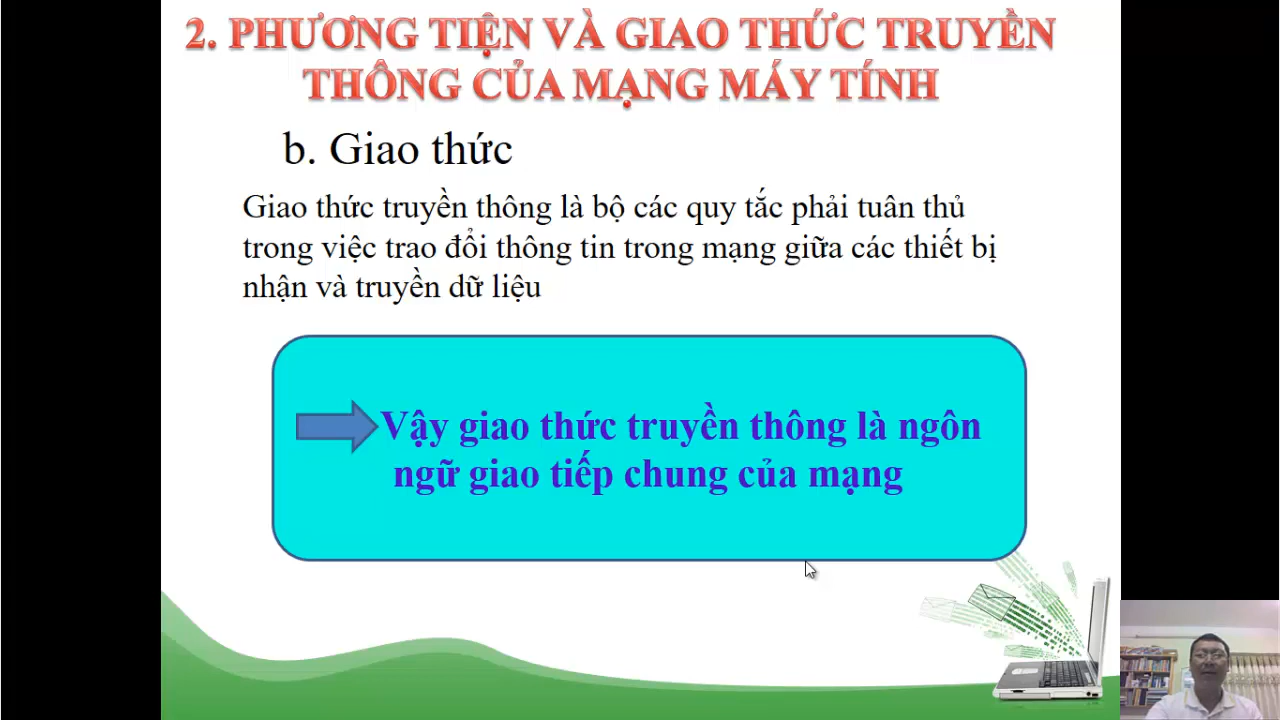 2. PHƯƠNG TIỆN VÀ GIAO THỨC TRUYỀN
THÔNG CỦA MẠNG MÁY TÍNH
b. Giao thức
Giao thức truyền thông là bộ các quy tắc phải tuân thủ
trong việc trao đổi thông tin trong mạng giữa các thiết bị
nhận và truyền dữ liệu
Vậy giao thức truyền thông là ngôn
ngữ giao tiếp chung của mạng